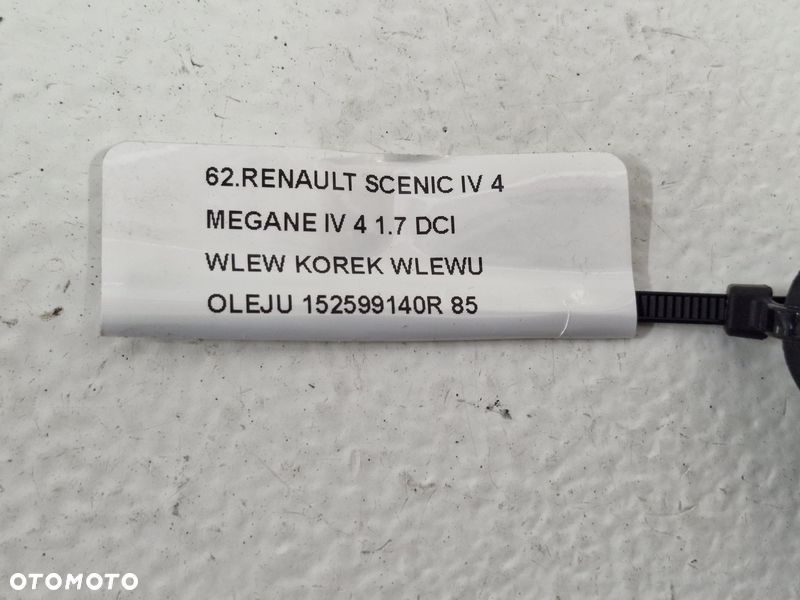 62.RENAULT SCENIC IV 4
MEGANE IV 4 1.7 DCI
WLEW KOREK WLEWU
OLEJU 152599140R 85
OTOMOTO